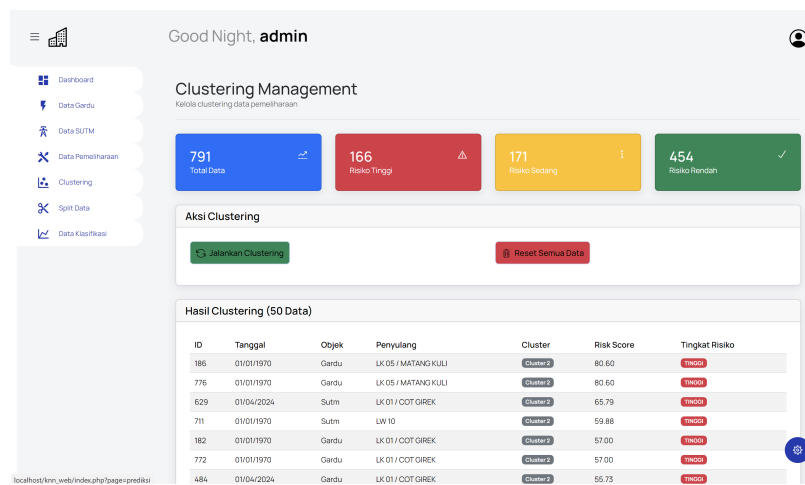 Good Night, admin
Dashboard
Data Gardu
Data SUTM
Data Pemeliharaan
Clustering
Split Data
Data Klasifikasi
Clustering Management
Kelola clustering data pemeliharaan
791
Total Data
166
Risiko Tinggi
171
Risiko Sedang
454
Risiko Rendah
Aksi Clustering
Jalankan Clustering
Reset Semua Data
Hasil Clustering (50 Data)
ID Tanggal Objek Penyulang Cluster Risk Score Tingkat Risiko
186 01/01/1970 Gardu LK 05 / MATANG KULI Cluster 2 80.60 TINGGI
776 01/01/1970 Gardu LK 05 / MATANG KULI Cluster 2 80.60 TINGGI
629 01/04/2024 Sutm LK 01 / COT GIREK Cluster 2 65.79 TINGGI
711 01/01/1970 Sutm LW 10 Cluster 2 59.88 TINGGI
182 01/01/1970 Gardu LK 01 / COT GIREK Cluster 2 57.00 TINGGI
772 01/01/1970 Gardu LK 01 / COT GIREK Cluster 2 57.00 TINGGI
484 01/04/2024 Gardu LK 01 / COT GIREK Cluster 2 55.73 TINGGI
localhost/knn_web/index.php?page=prediksi